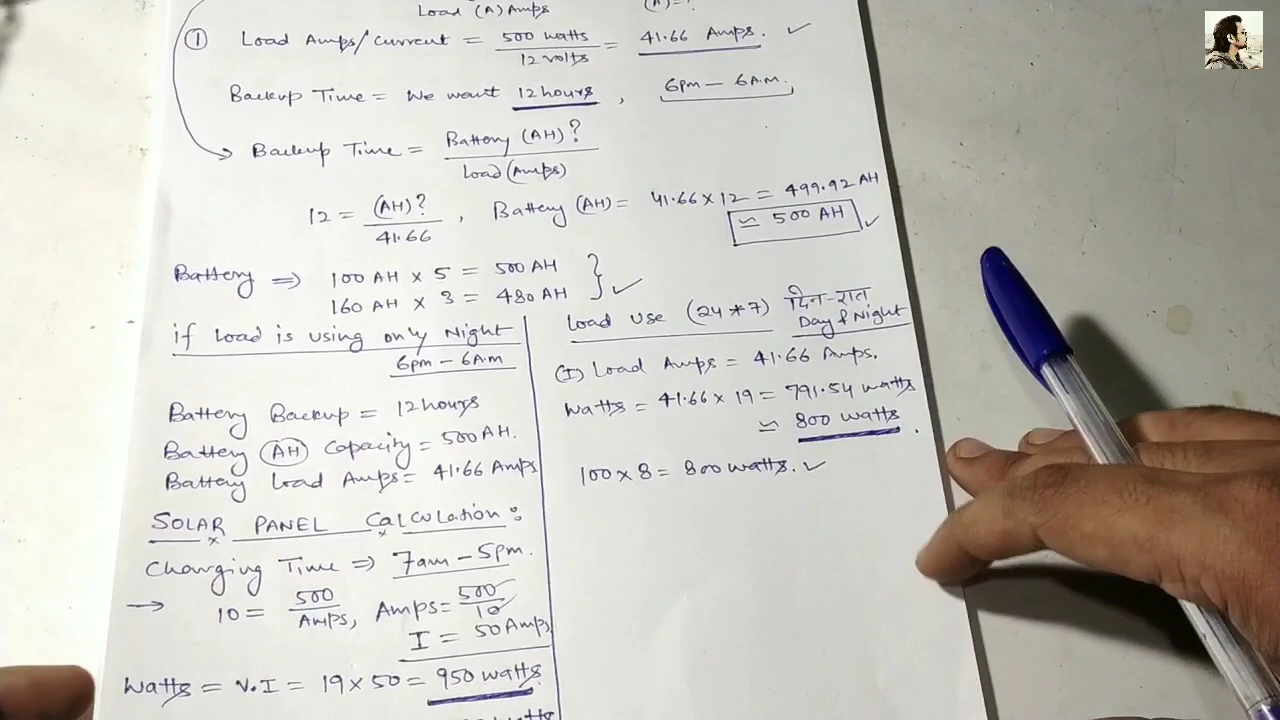 Load (A) Amps (A)=?
① Load Amps/current = 500 watts / 12 volts = 41.66 Amps. ✓
Backup Time = We want 12 hours, 6pm – 6A.m.
Backup Time = Battery (AH)? / Load (Amps)
12 = (AH)? / 41.66 , Battery (AH) = 41.66 × 12 = 499.92 AH
≃ 500 AH ✓
Battery ⇒ 100 AH × 5 = 500 AH
160 AH × 3 = 480 AH } ✓
if Load is using only Night
6pm – 6Am
Battery Backup = 12 hours
Battery (AH) Capacity = 500 AH.
Battery Load Amps = 41.66 Amps
SOLAR PANEL Calculation:
Charging Time ⇒ 7am – 5pm.
→ 10 = 500 / Amps, Amps = 500 / 10
I = 50 Amps
Watts = V.I = 19 × 50 = 950 watts
watts
Load use (24*7) दिन-रात
Day & Night
(I) Load Amps = 41.66 Amps.
Watts = 41.66 × 19 = 791.54 watts
≃ 800 watts.
100 × 8 = 800 watts. ✓